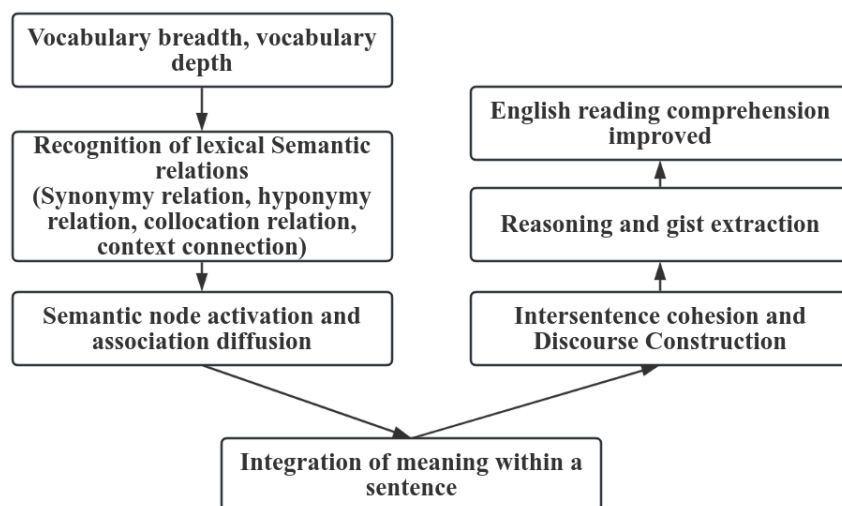 Vocabulary breadth, vocabulary
depth
Recognition of lexical Semantic
relations
(Synonymy relation, hyponymy
relation, collocation relation,
context connection)
Semantic node activation and
association diffusion
Integration of meaning within a
sentence
Intersentence cohesion and
Discourse Construction
Reasoning and gist extraction
English reading comprehension
improved